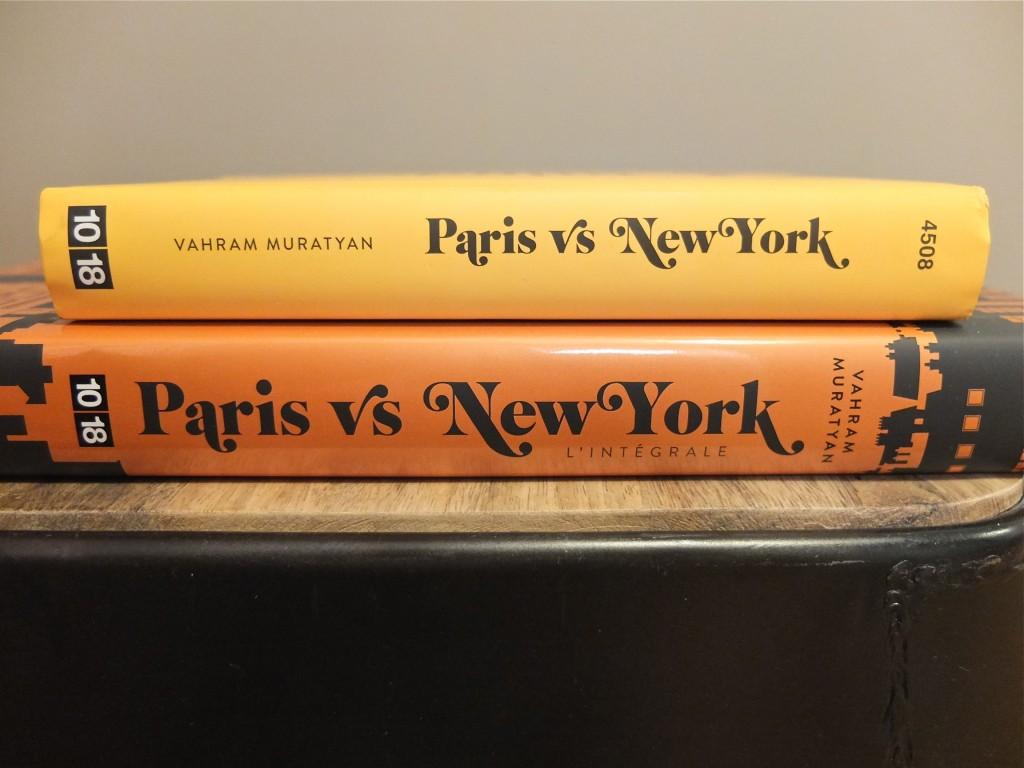 10 18
VAHRAM MURATYAN
Paris vs New York
4508
10 18
Paris vs New York
L'INTÉGRALE
VAHRAM
MURATYAN